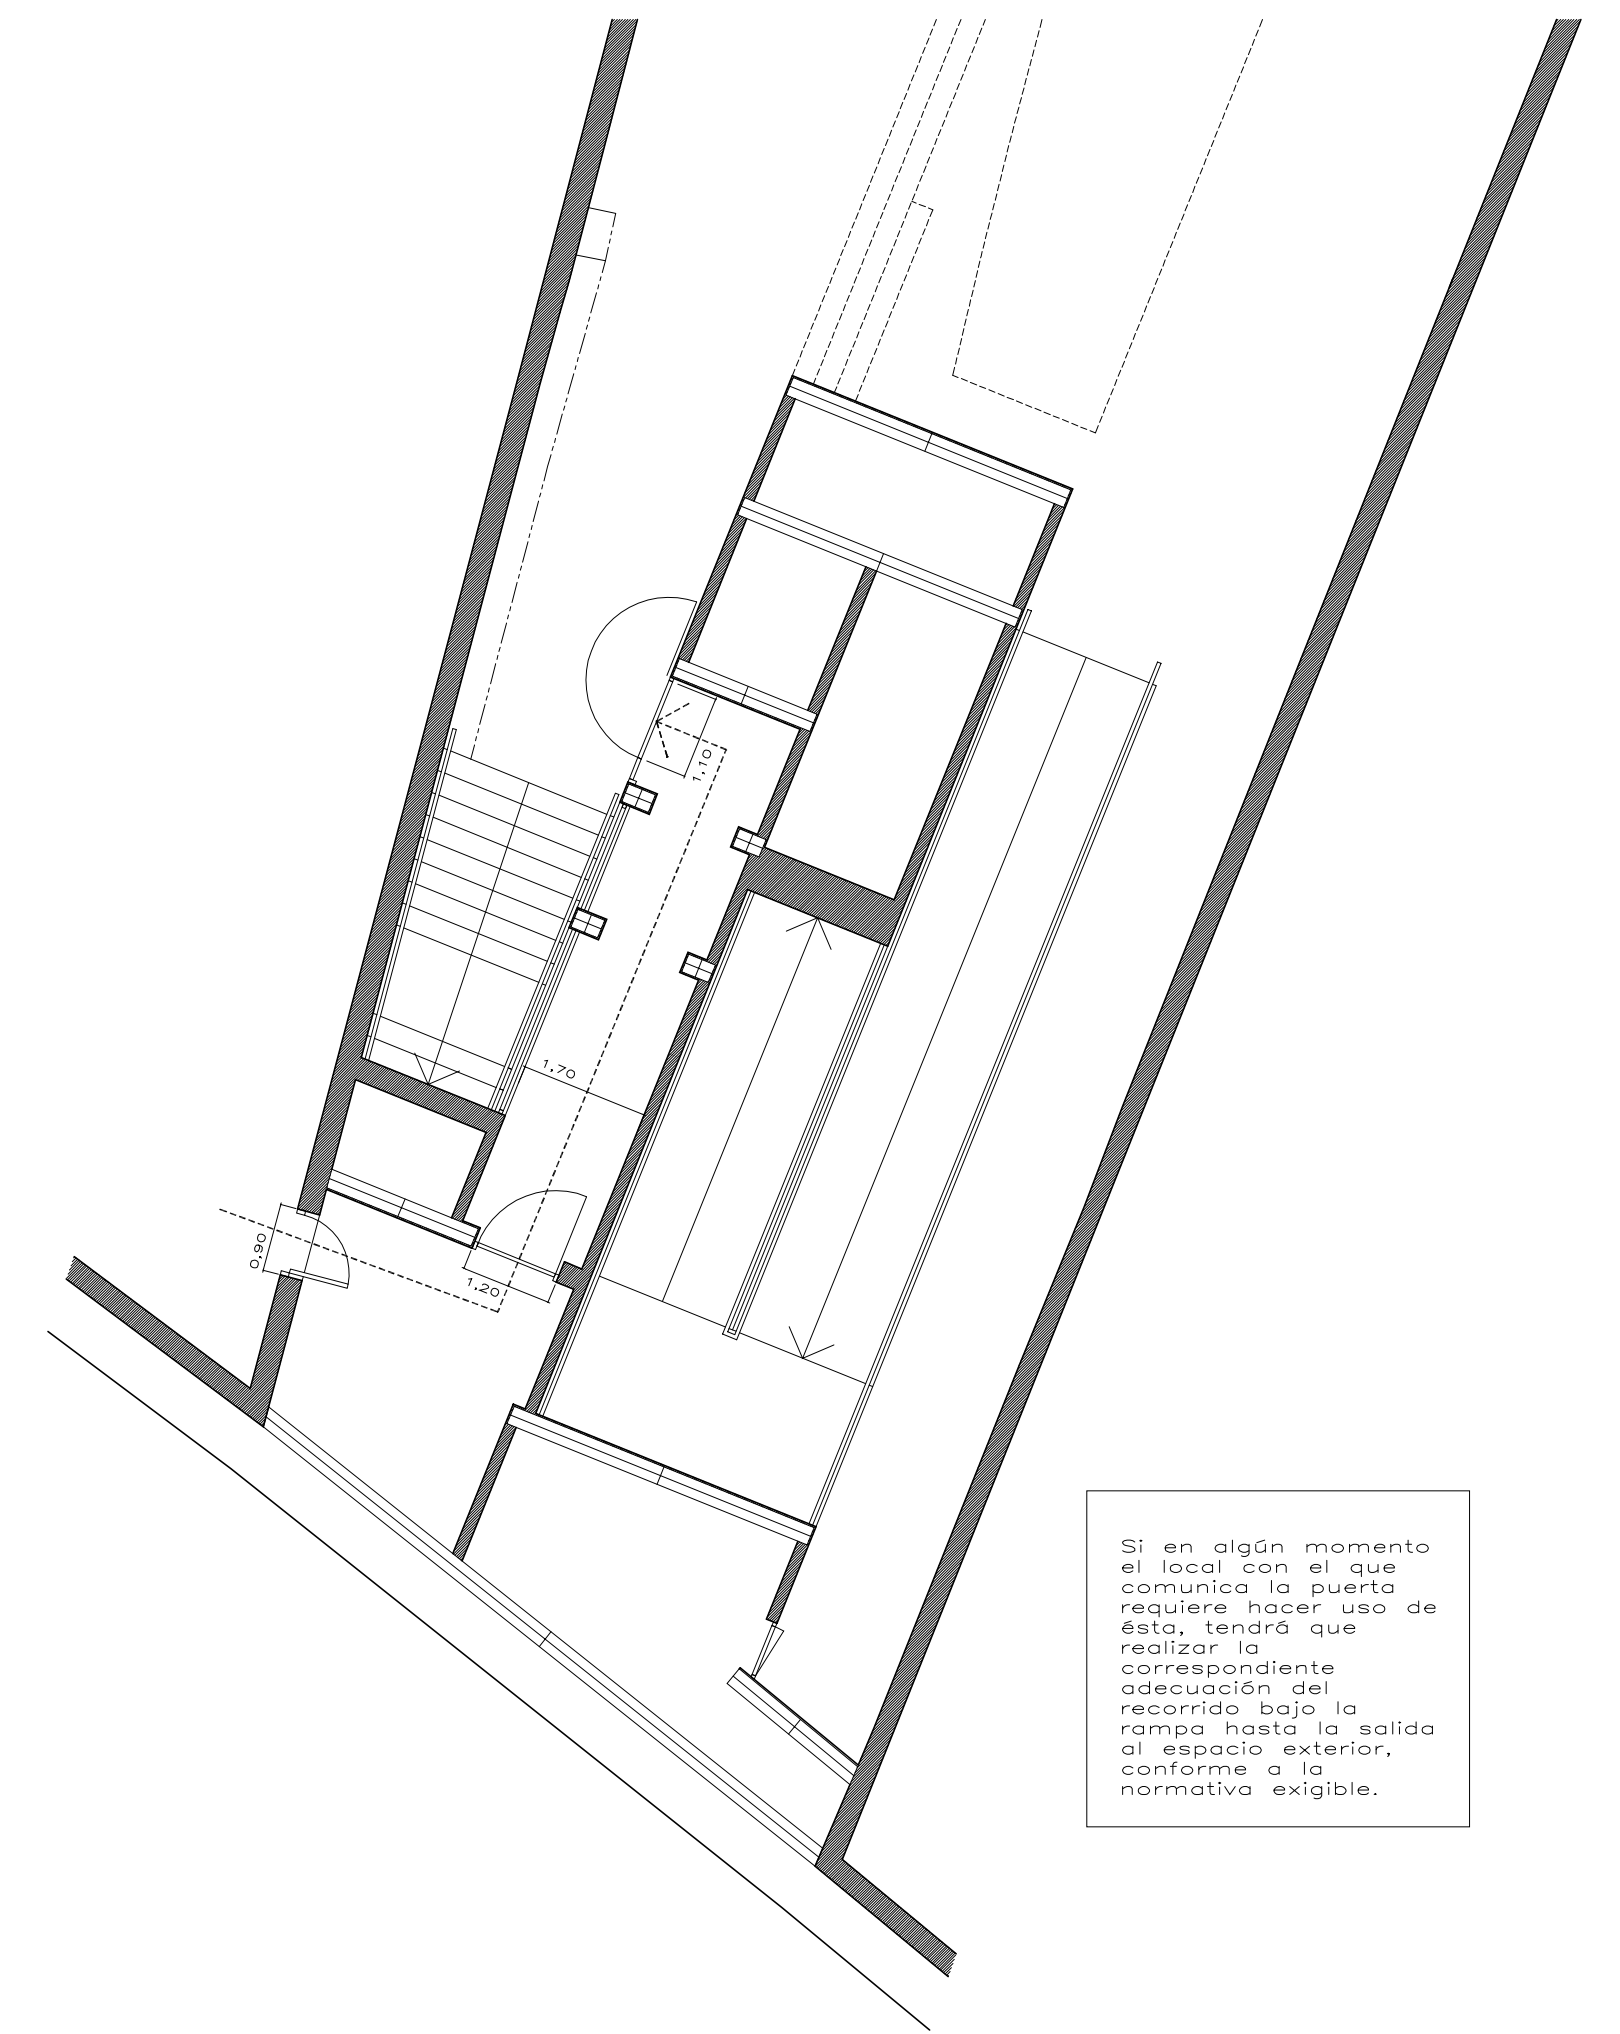 1,10
1,70
0,90
1,20
Si en algún momento
el local con el que
comunica la puerta
requiere hacer uso de
ésta, tendrá que
realizar la
correspondiente
adecuación del
recorrido bajo la
rampa hasta la salida
al espacio exterior,
conforme a la
normativa exigible.